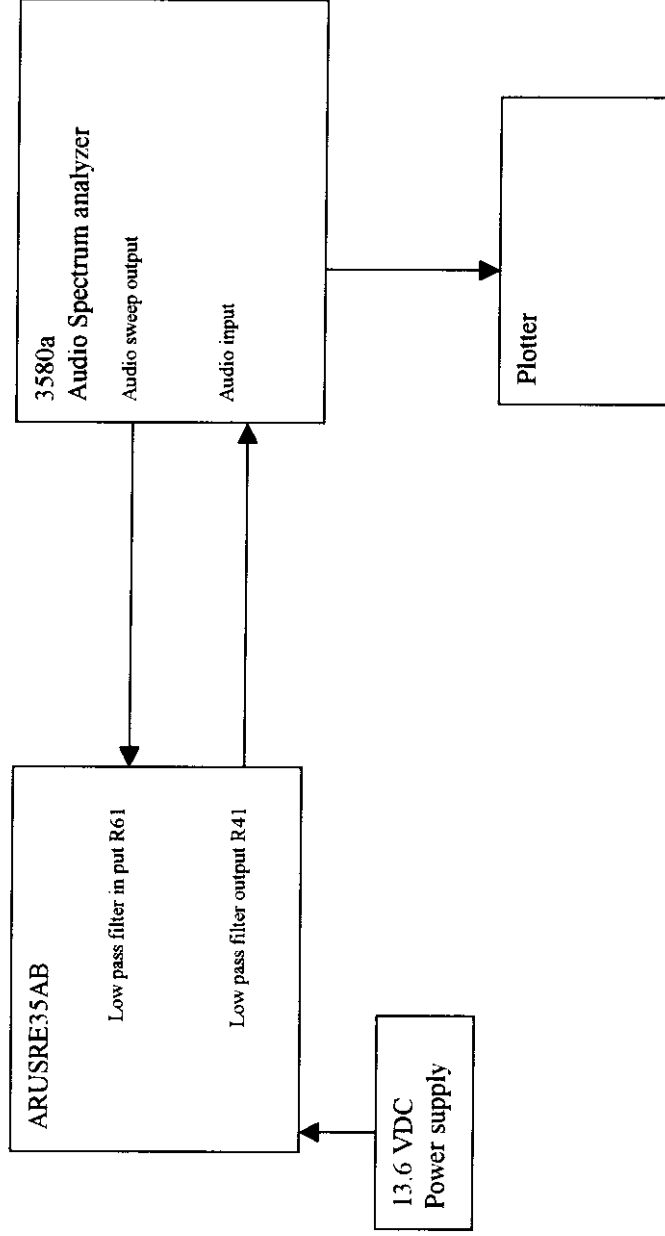 ARUSRE35AB
Low pass filter in put R61
Low pass filter output R41
13.6 VDC
Power supply
3580a
Audio Spectrum analyzer
Audio sweep output
Audio input
Plotter